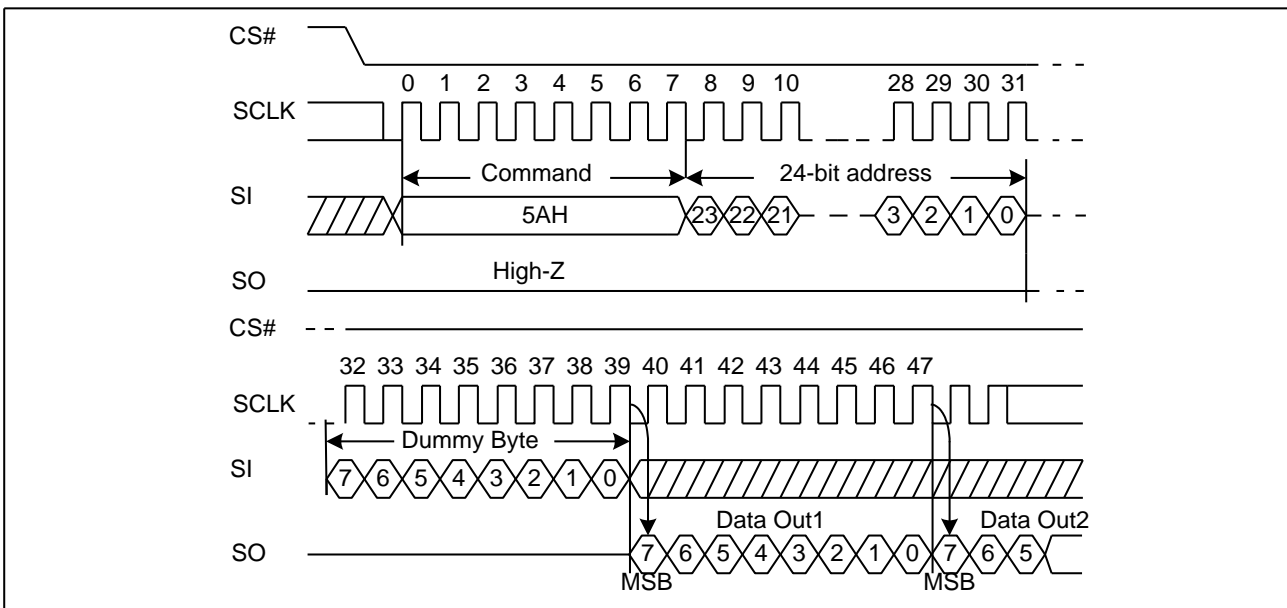 CS#
0 1 2 3 4 5 6 7 8 9 10 28 29 30 31
SCLK
Command 24-bit address
SI
5AH 23 22 21 3 2 1 0
High-Z
SO
CS#
32 33 34 35 36 37 38 39 40 41 42 43 44 45 46 47
SCLK
Dummy Byte
SI
7 6 5 4 3 2 1 0
Data Out1 Data Out2
SO
7 6 5 4 3 2 1 0 7 6 5
MSB MSB